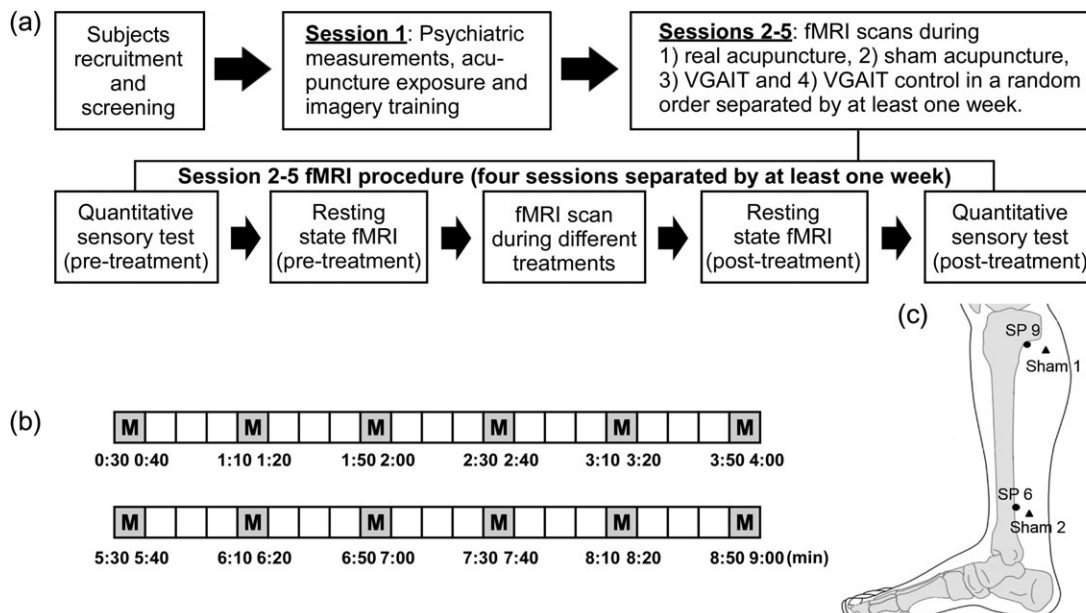 (a)
Subjects
recruitment
and
screening
Session 1: Psychiatric
measurements, acu-
puncture exposure and
imagery training
Sessions 2-5: fMRI scans during
1) real acupuncture, 2) sham acupuncture,
3) VGAIT and 4) VGAIT control in a random
order separated by at least one week.
Session 2-5 fMRI procedure (four sessions separated by at least one week)
Quantitative
sensory test
(pre-treatment)
Resting
state fMRI
(pre-treatment)
fMRI scan
during different
treatments
Resting
state fMRI
(post-treatment)
Quantitative
sensory test
(post-treatment)
(b)
M M M M M M
0:30 0:40 1:10 1:20 1:50 2:00 2:30 2:40 3:10 3:20 3:50 4:00
M M M M M M
5:30 5:40 6:10 6:20 6:50 7:00 7:30 7:40 8:10 8:20 8:50 9:00 (min)
(c)
SP 9
Sham 1
SP 6
Sham 2